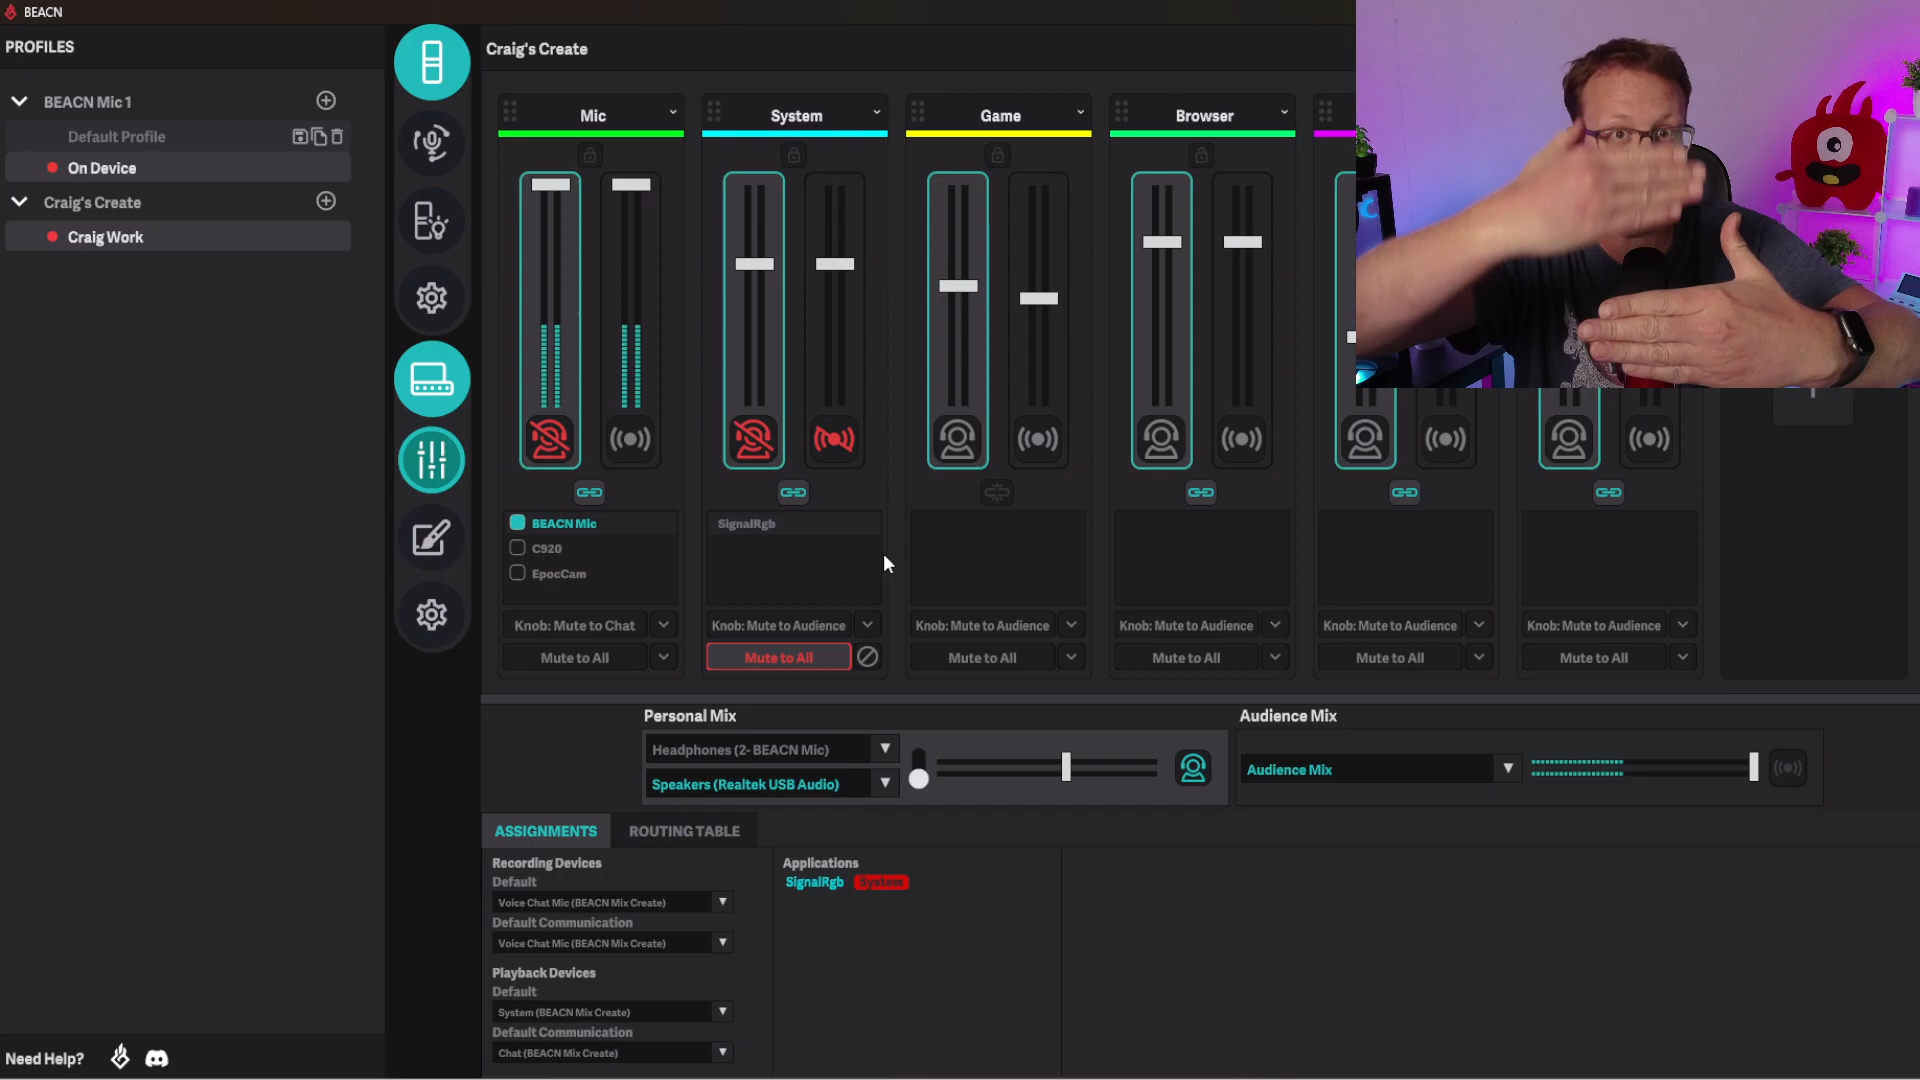 BEACN
PROFILES
BEACN Mic 1
Default Profile
On Device
Craig's Create
Craig Work
Need Help?
Craig's Create
Mic
System
Game
Browser
BEACN Mic
C920
EpocCam
SignalRgb
Knob: Mute to Chat
Knob: Mute to Audience
Knob: Mute to Audience
Knob: Mute to Audience
Knob: Mute to Audience
Knob: Mute to Audience
Mute to All
Mute to All
Mute to All
Mute to All
Mute to All
Mute to All
Personal Mix
Headphones (2- BEACN Mic)
Speakers (Realtek USB Audio)
Audience Mix
Audience Mix
ASSIGNMENTS
ROUTING TABLE
Recording Devices
Default
Voice Chat Mic (BEACN Mix Create)
Default Communication
Voice Chat Mic (BEACN Mix Create)
Playback Devices
Default
System (BEACN Mix Create)
Default Communication
Chat (BEACN Mix Create)
Applications
SignalRgb System